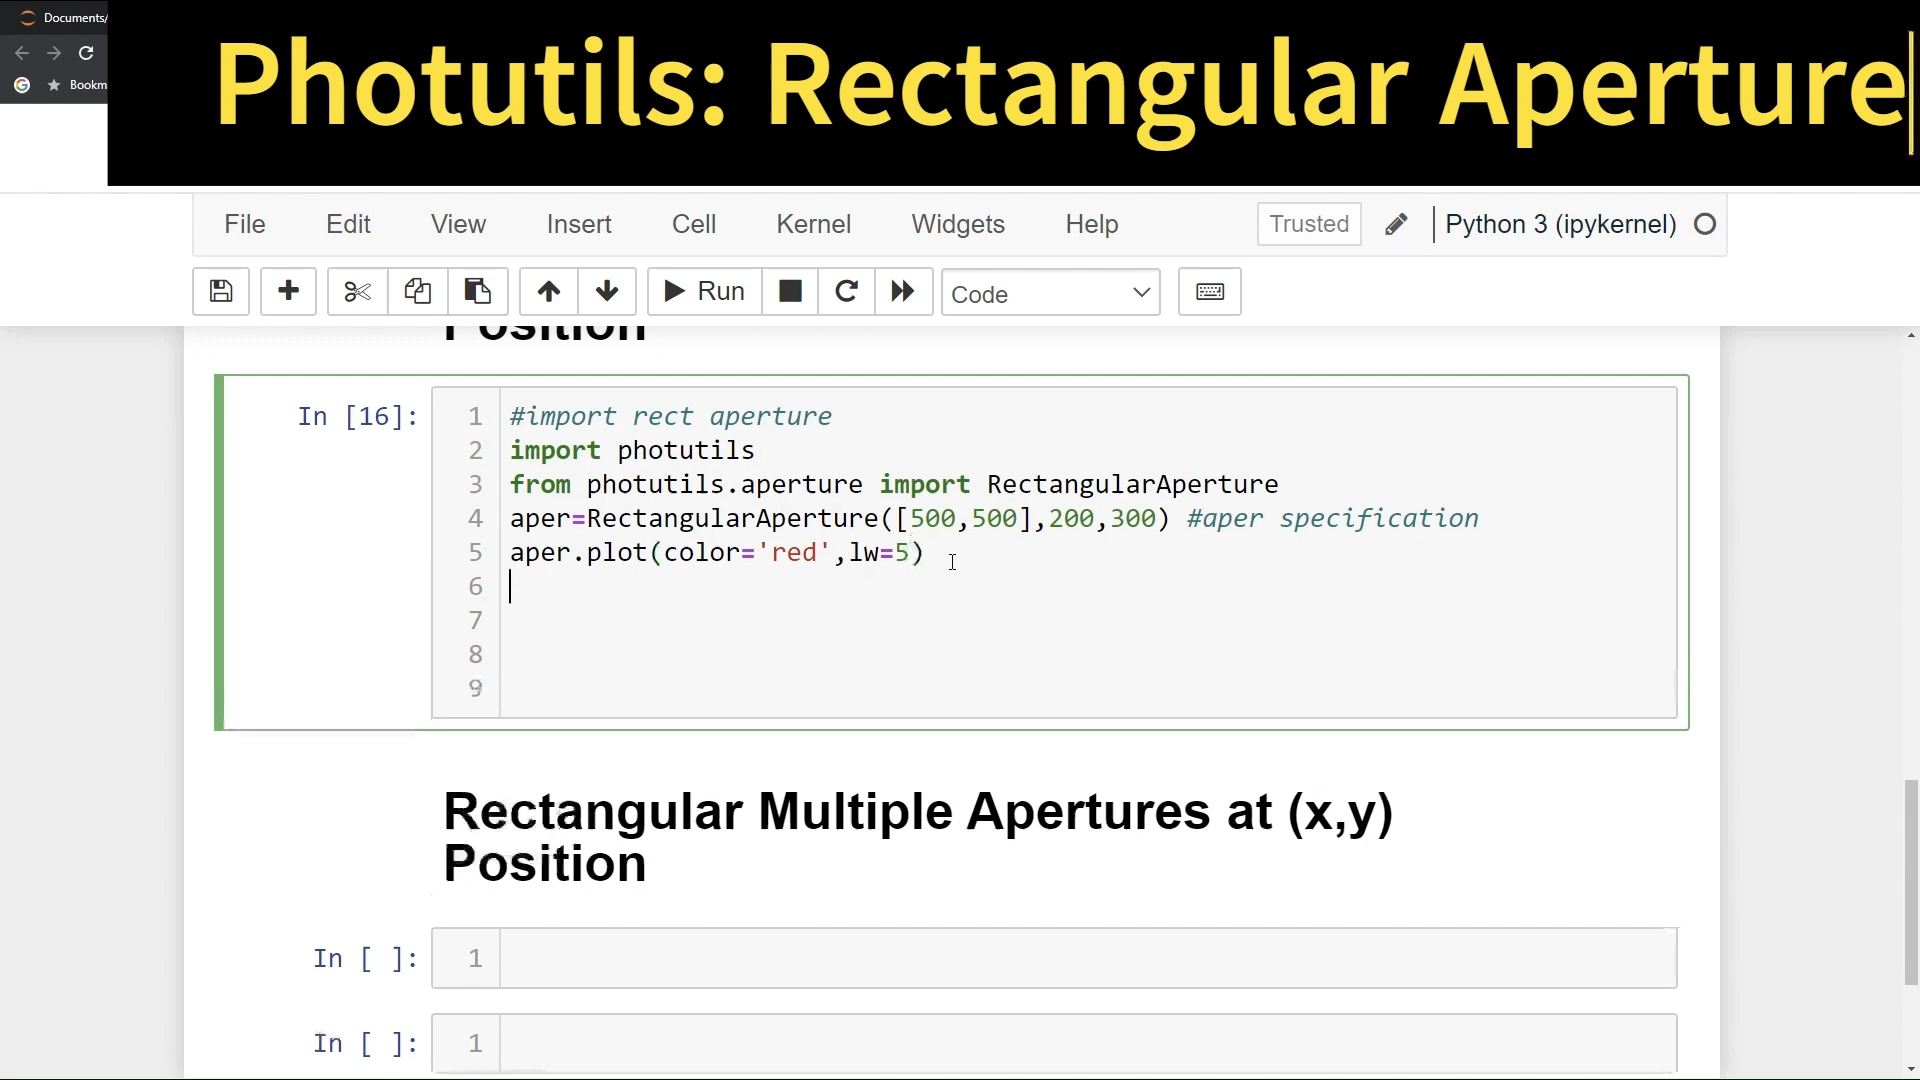 Documents/
Photutils: Rectangular Aperture
Bookm
File Edit View Insert Cell Kernel Widgets Help Trusted Python 3 (ipykernel)
Run Code
Position
In [16]:
1 #import rect aperture
2 import photutils
3 from photutils.aperture import RectangularAperture
4 aper=RectangularAperture([500,500],200,300) #aper specification
5 aper.plot(color='red',lw=5)
6
7
8
9
Rectangular Multiple Apertures at (x,y)
Position
In [ ]: 1
In [ ]: 1